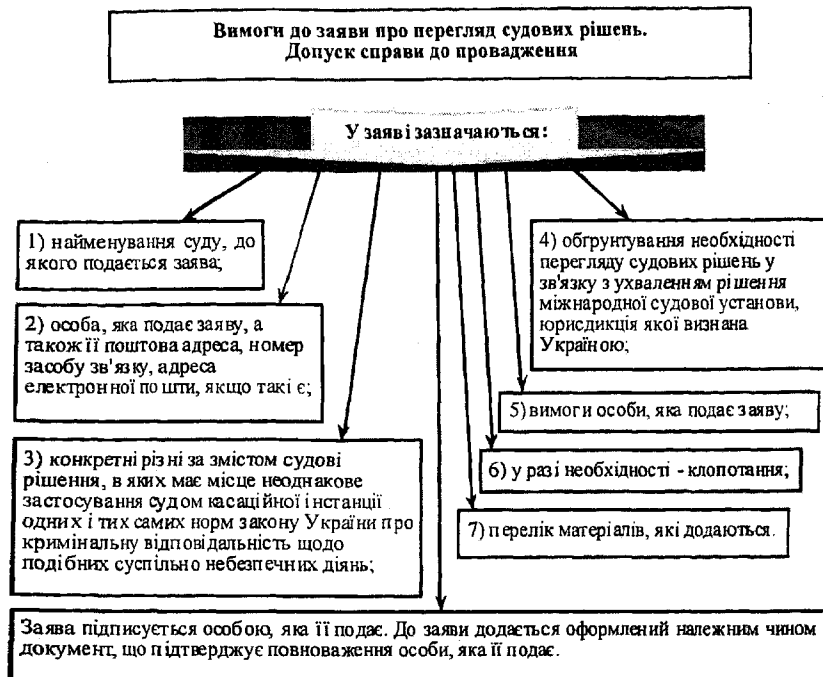 Вимоги до заяви про перегляд судових рішень.
Допуск справи до провадження
У заяві зазначаються:
1) найменування суду, до
якого подається заява;
2) особа, яка подає заяву, а
також її поштова адреса, номер
засобу зв'язку, адреса
електронної пошти, якщо такі є;
3) конкретні різні за змістом судові
рішення, в яких має місце неоднакове
застосування судом касаційної інстанції
одних і тих самих норм закону України про
кримінальну відповідальність щодо
подібних суспільно небезпечних діянь;
4) обґрунтування необхідності
перегляду судових рішень у
зв'язку з ухваленням рішення
міжнародної судової установи,
юрисдикція якої визнана
Україною;
5) вимоги особи, яка подає заяву;
6) у разі необхідності - клопотання;
7) перелік матеріалів, які додаються.
Заява підписується особою, яка її подає. До заяви додається оформлений належним чином
документ, що підтверджує повноваження особи, яка її подає.